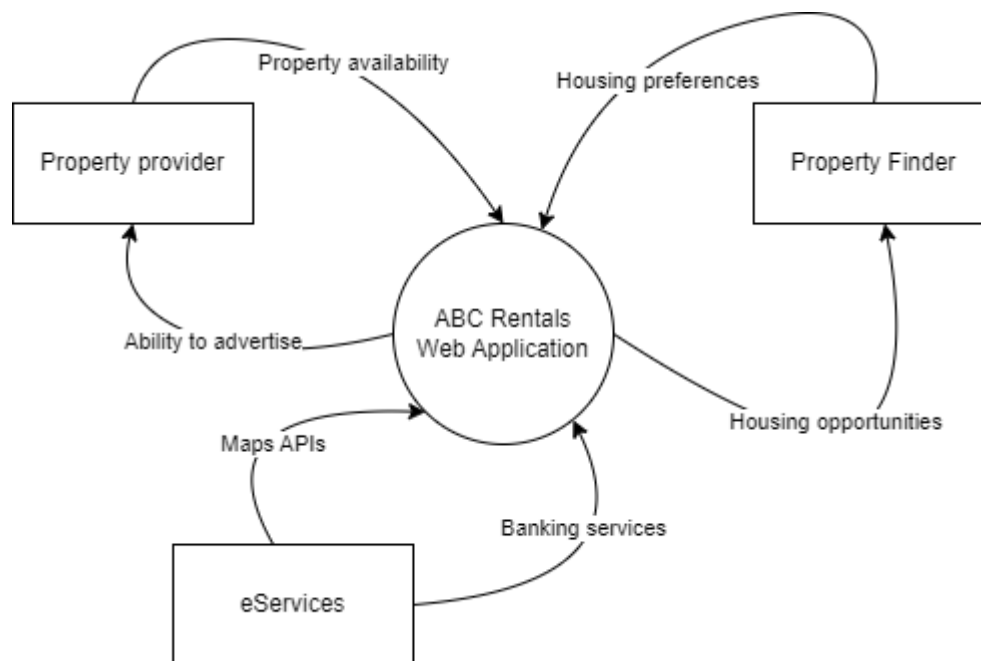 Property availability
Housing preferences
Property provider
Property Finder
ABC Rentals
Web Application
Ability to advertise
Housing opportunities
Maps APIs
Banking services
eServices